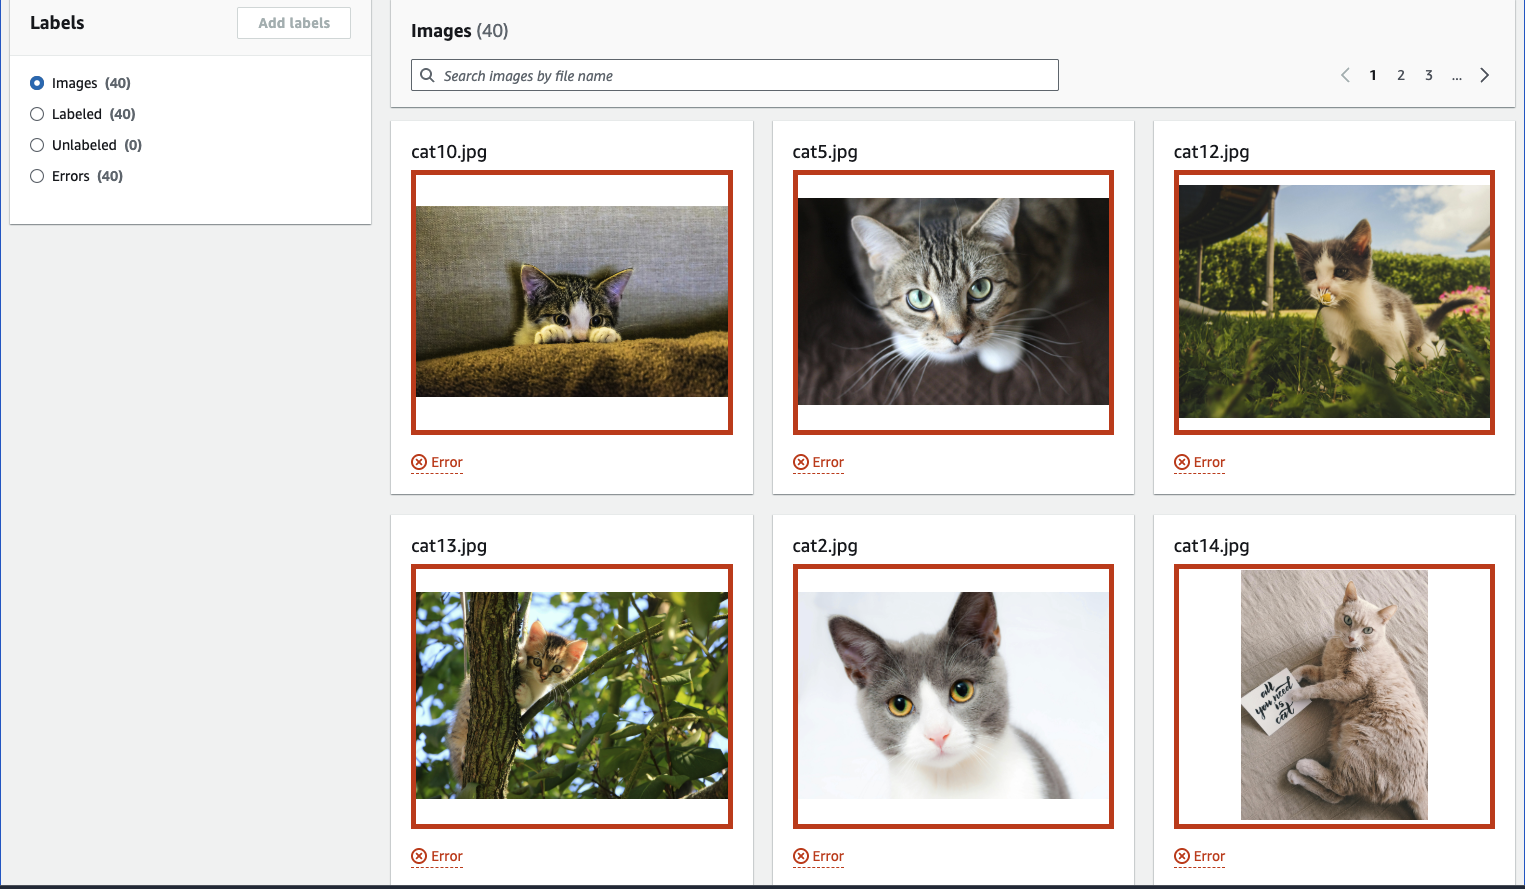 Labels
Add labels
Images (40)
Labeled (40)
Unlabeled (0)
Errors (40)
Images (40)
Search images by file name
1 2 3 ...
cat10.jpg
cat5.jpg
cat12.jpg
Error
Error
Error
cat13.jpg
cat2.jpg
cat14.jpg
all
you need
is
cat
Error
Error
Error